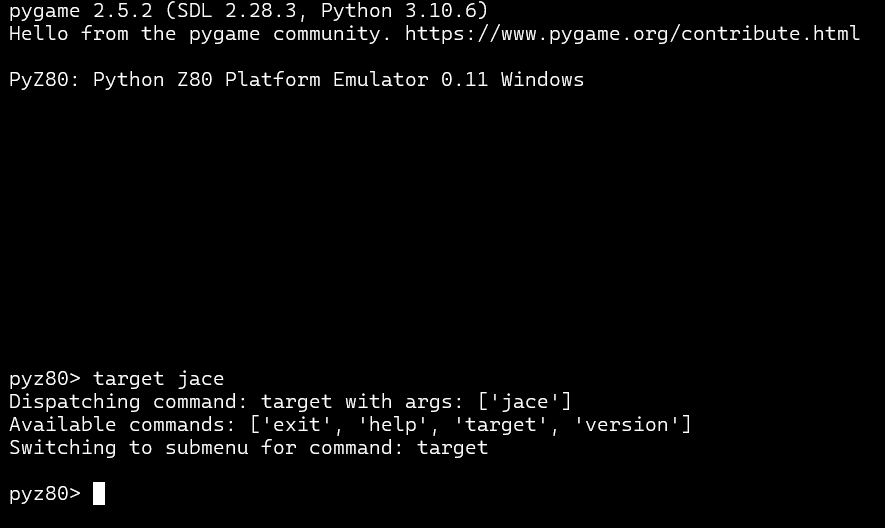 pygame 2.5.2 (SDL 2.28.3, Python 3.10.6)
Hello from the pygame community. https://www.pygame.org/contribute.html
PyZ80: Python Z80 Platform Emulator 0.11 Windows
pyz80> target jace
Dispatching command: target with args: ['jace']
Available commands: ['exit', 'help', 'target', 'version']
Switching to submenu for command: target
pyz80>